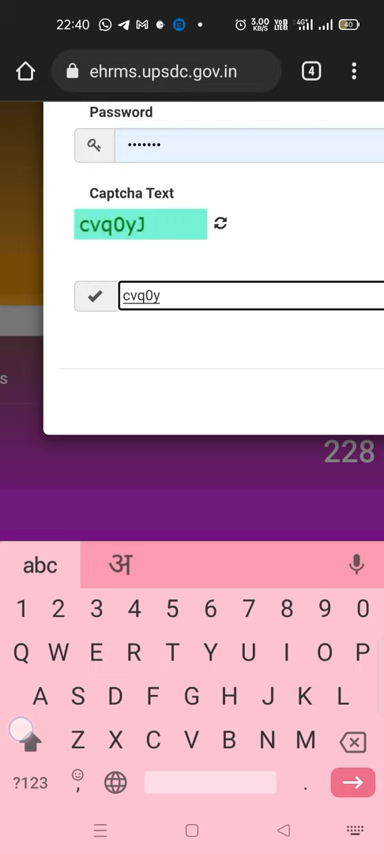 22:40 3.00 KB/S VoD LTE 4G 40
ehrms.upsdc.gov.in 4
Password
•••••••
Captcha Text
cvq0yJ
cvq0y
s
228
abc अ
1 2 3 4 5 6 7 8 9 0
Q W E R T Y U I O P
A S D F G H J K L
Z X C V B N M
?123 , .